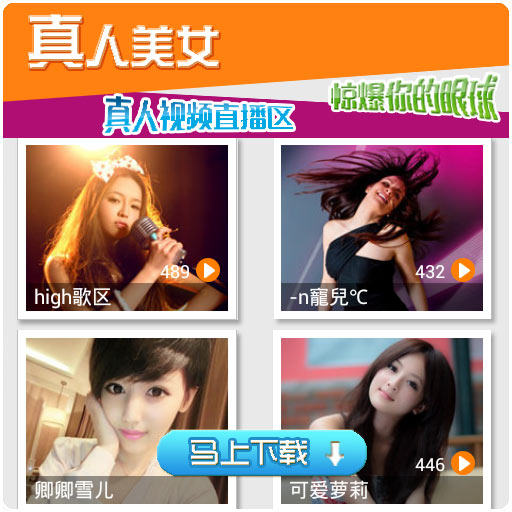 真人美女
惊爆你的眼球
真人视频直播区
489
high歌区
432
-n寵兒℃
卿卿雪儿
446
可爱萝莉
马上下载